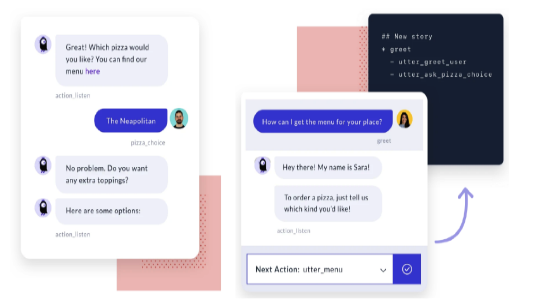 Great! Which pizza would
you like? You can find our
menu here
action_listen
The Neapolitan
pizza_choice
No problem. Do you want
any extra toppings?
Here are some options:
action_listen
How can I get the menu for your place?
greet
Hey there! My name is Sara!
To order a pizza, just tell us
which kind you'd like!
action_listen
Next Action: utter_menu
## New story
* greet
- utter_greet_user
- utter_ask_pizza_choice